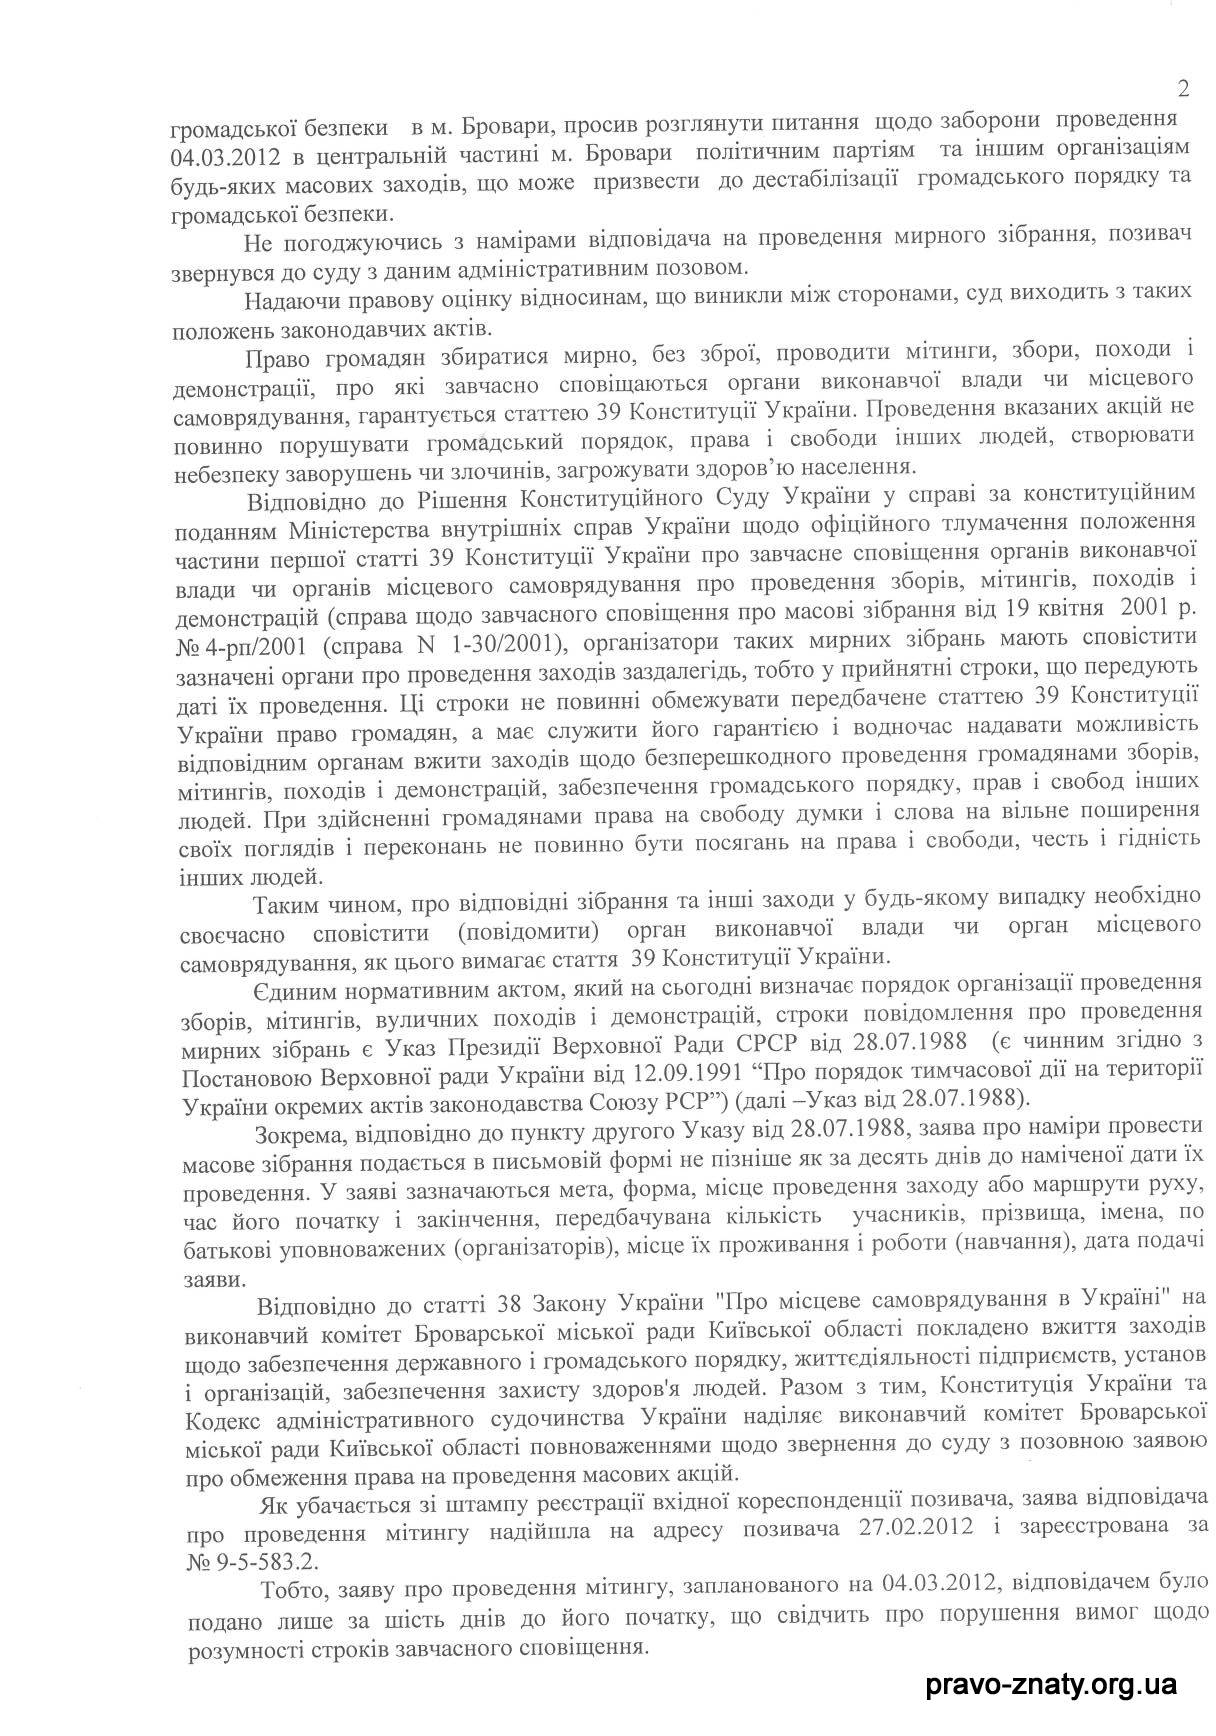 2
громадської безпеки в м. Бровари, просив розглянути питання щодо заборони проведення
04.03.2012 в центральній частині м. Бровари політичним партіям та іншим організаціям
будь-яких масових заходів, що може призвести до дестабілізації громадського порядку та
громадської безпеки.
Не погоджуючись з намірами відповідача на проведення мирного зібрання, позивач
звернувся до суду з даним адміністративним позовом.
Надаючи правову оцінку відносинам, що виникли між сторонами, суд виходить з таких
положень законодавчих актів.
Право громадян збиратися мирно, без зброї, проводити мітинги, збори, походи і
демонстрації, про які завчасно сповіщаються органи виконавчої влади чи місцевого
самоврядування, гарантується статтею 39 Конституції України. Проведення вказаних акцій не
повинно порушувати громадський порядок, права і свободи інших людей, створювати
небезпеку заворушень чи злочинів, загрожувати здоров’ю населення.
Відповідно до Рішення Конституційного Суду України у справі за конституційним
поданням Міністерства внутрішніх справ України щодо офіційного тлумачення положення
частини першої статті 39 Конституції України про завчасне сповіщення органів виконавчої
влади чи органів місцевого самоврядування про проведення зборів, мітингів, походів і
демонстрацій (справа щодо завчасного сповіщення про масові зібрання від 19 квітня 2001 р.
№ 4-рп/2001 (справа N 1-30/2001), організатори таких мирних зібрань мають сповістити
зазначені органи про проведення заходів заздалегідь, тобто у прийнятні строки, що передують
даті їх проведення. Ці строки не повинні обмежувати передбачене статтею 39 Конституції
України право громадян, а має служити його гарантією і водночас надавати можливість
відповідним органам вжити заходів щодо безперешкодного проведення громадянами зборів,
мітингів, походів і демонстрацій, забезпечення громадського порядку, прав і свобод інших
людей. При здійсненні громадянами права на свободу думки і слова на вільне поширення
своїх поглядів і переконань не повинно бути посягань на права і свободи, честь і гідність
інших людей.
Таким чином, про відповідні зібрання та інші заходи у будь-якому випадку необхідно
своєчасно сповістити (повідомити) орган виконавчої влади чи орган місцевого
самоврядування, як цього вимагає стаття 39 Конституції України.
Єдиним нормативним актом, який на сьогодні визначає порядок організації проведення
зборів, мітингів, вуличних походів і демонстрацій, строки повідомлення про проведення
мирних зібрань є Указ Президії Верховної Ради СРСР від 28.07.1988 (є чинним згідно з
Постановою Верховної ради України від 12.09.1991 “Про порядок тимчасової дії на території
України окремих актів законодавства Союзу РСР”) (далі –Указ від 28.07.1988).
Зокрема, відповідно до пункту другого Указу від 28.07.1988, заява про наміри провести
масове зібрання подається в письмовій формі не пізніше як за десять днів до наміченої дати їх
проведення. У заяві зазначаються мета, форма, місце проведення заходу або маршрути руху,
час його початку і закінчення, передбачувана кількість учасників, прізвища, імена, по
батькові уповноважених (організаторів), місце їх проживання і роботи (навчання), дата подачі
заяви.
Відповідно до статті 38 Закону України "Про місцеве самоврядування в Україні" на
виконавчий комітет Броварської міської ради Київської області покладено вжиття заходів
щодо забезпечення державного і громадського порядку, життєдіяльності підприємств, установ
і організацій, забезпечення захисту здоров'я людей. Разом з тим, Конституція України та
Кодекс адміністративного судочинства України наділяє виконавчий комітет Броварської
міської ради Київської області повноваженнями щодо звернення до суду з позовною заявою
про обмеження права на проведення масових акцій.
Як убачається зі штампу реєстрації вхідної кореспонденції позивача, заява відповідача
про проведення мітингу надійшла на адресу позивача 27.02.2012 і зареєстрована за
№ 9-5-583.2.
Тобто, заяву про проведення мітингу, запланованого на 04.03.2012, відповідачем було
подано лише за шість днів до його початку, що свідчить про порушення вимог щодо
розумності строків завчасного сповіщення.
pravo-znaty.org.ua